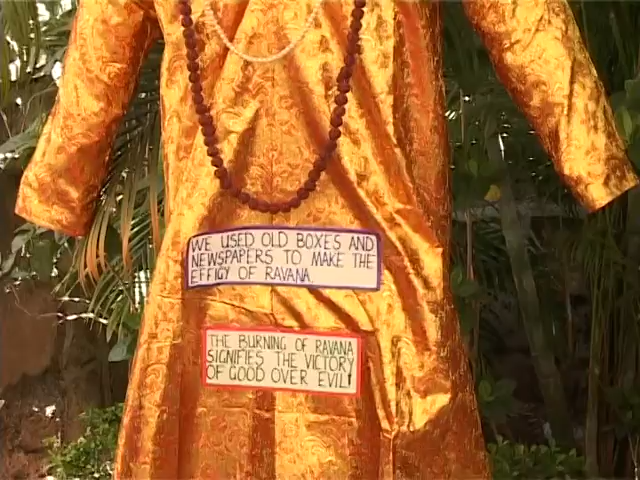 WE USED OLD BOXES AND
NEWSPAPERS TO MAKE THE
EFFIGY OF RAVANA
THE BURNING OF RAVANA
SIGNIFIES THE VICTORY
OF GOOD OVER EVIL!